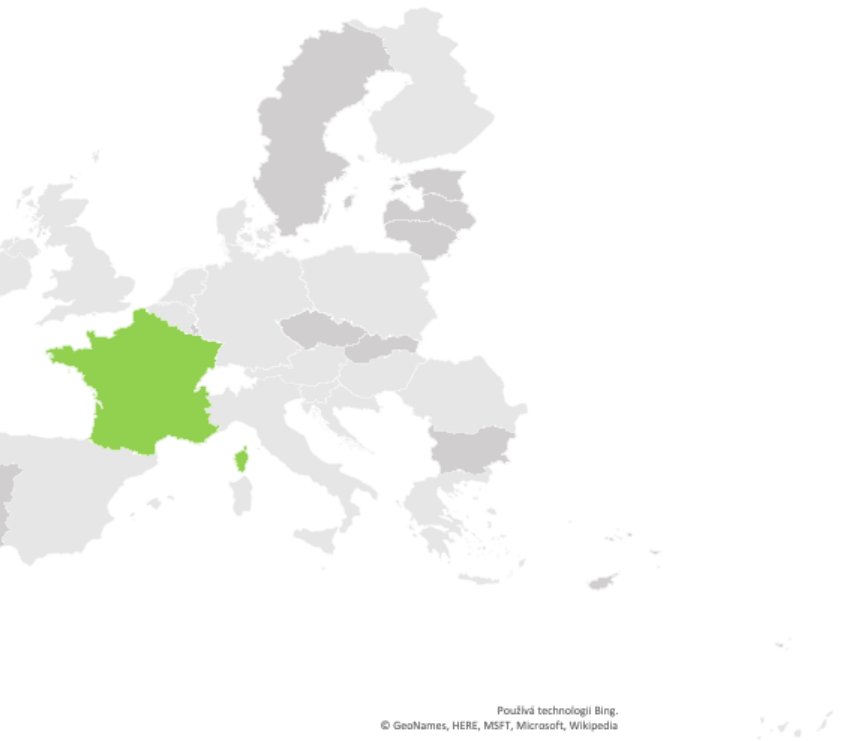 Používá technologii Bing.
© GeoNames, HERE, MSFT, Microsoft, Wikipedia